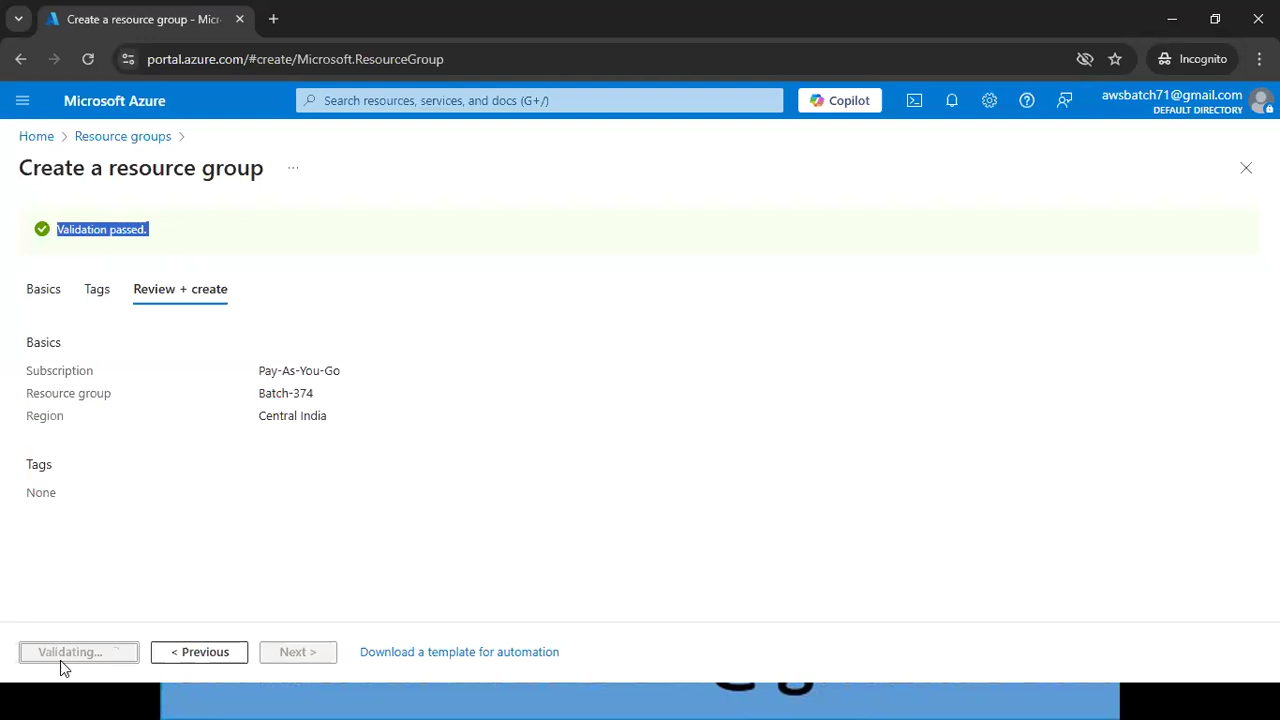 Create a resource group - Micr
portal.azure.com/#create/Microsoft.ResourceGroup
Incognito
Microsoft Azure
Search resources, services, and docs (G+/)
Copilot
awsbatch71@gmail.com
DEFAULT DIRECTORY
Home > Resource groups >
Create a resource group ...
Validation passed.
Basics Tags Review + create
Basics
Subscription Pay-As-You-Go
Resource group Batch-374
Region Central India
Tags
None
Validating... < Previous Next > Download a template for automation